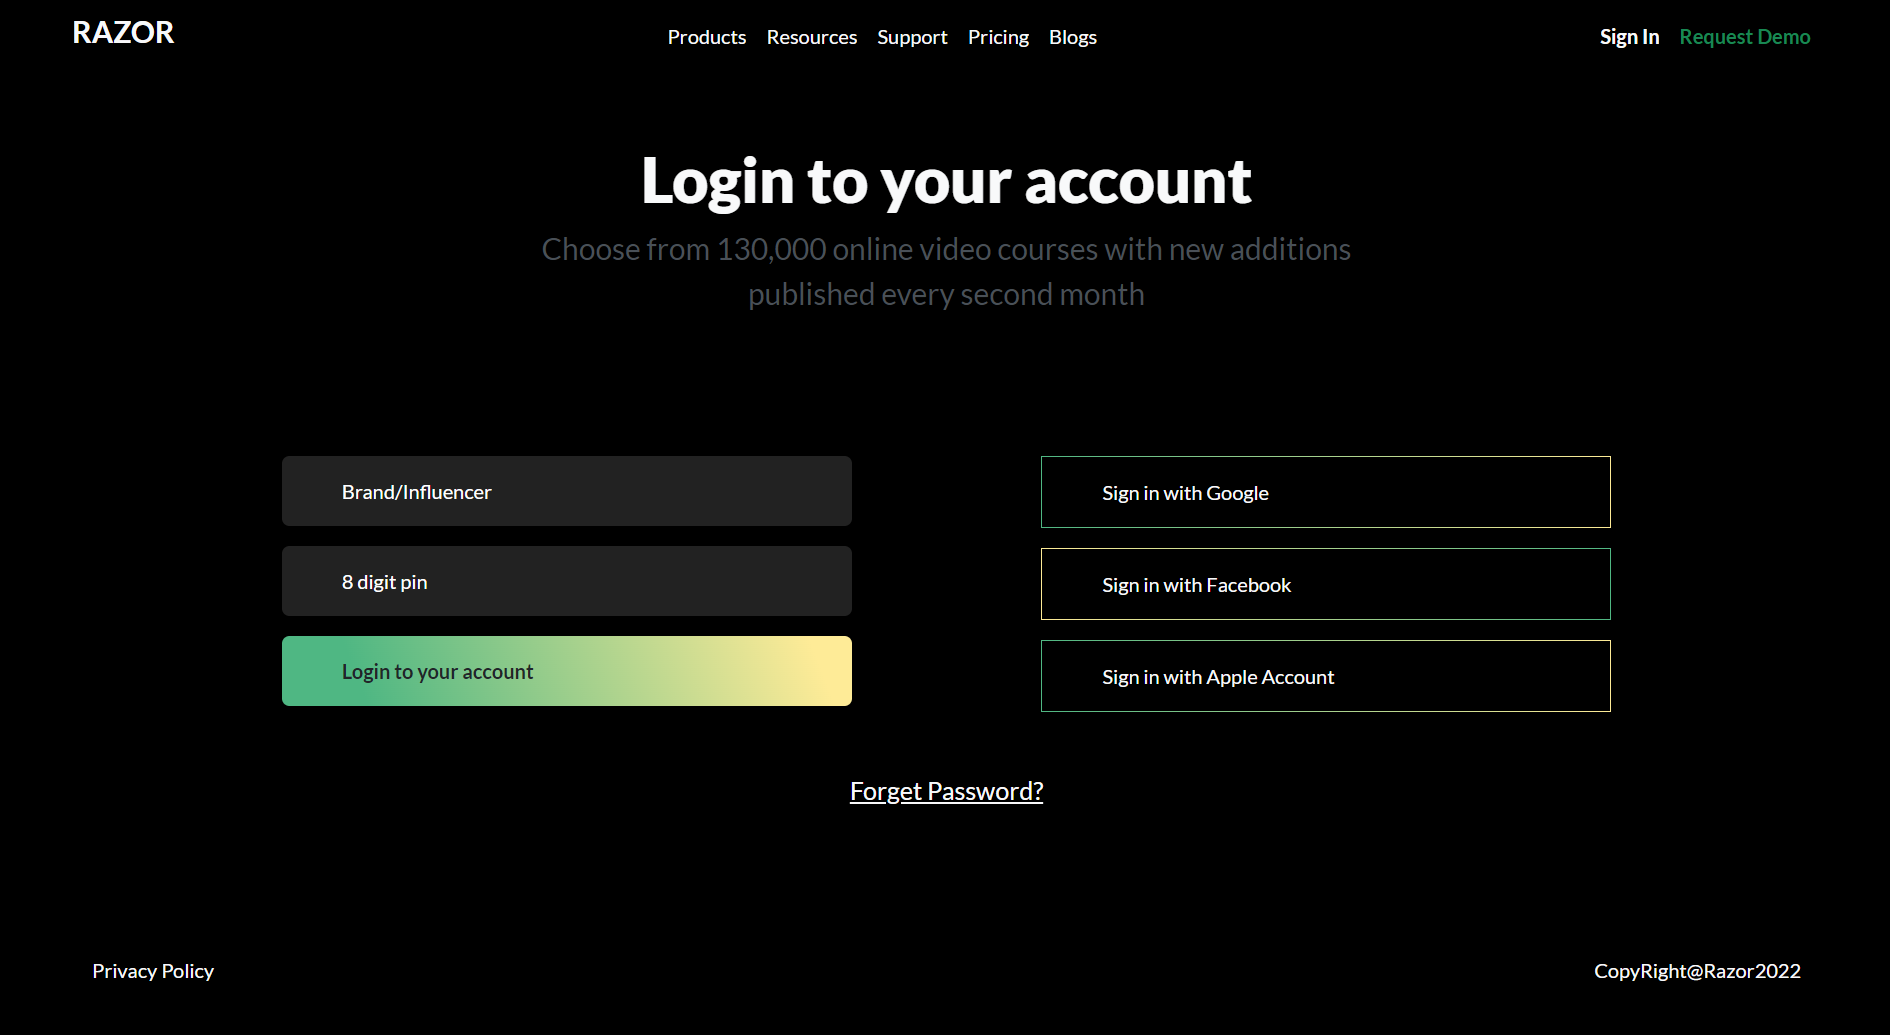 RAZOR
Products Resources Support Pricing Blogs
Sign In Request Demo
Login to your account
Choose from 130,000 online video courses with new additions
published every second month
Brand/Influencer
8 digit pin
Login to your account
Sign in with Google
Sign in with Facebook
Sign in with Apple Account
Forget Password?
Privacy Policy
CopyRight@Razor2022